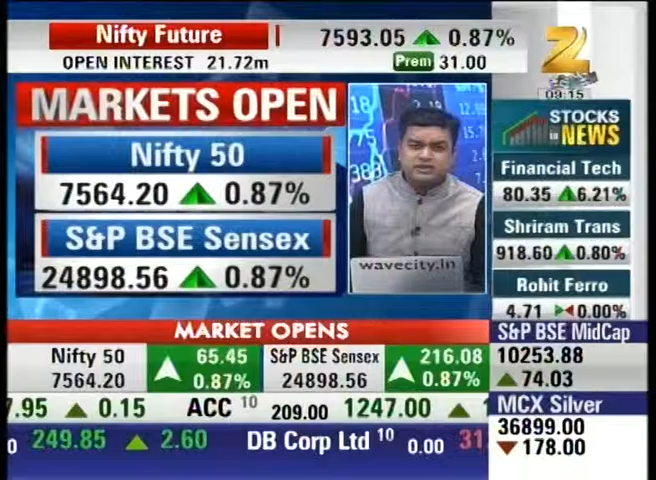 Nifty Future
7593.05 0.87%
OPEN INTEREST 21.72m
Prem 31.00
09:15
MARKETS OPEN
Nifty 50
7564.20 0.87%
S&P BSE Sensex
24898.56 0.87%
wavecity.in
STOCKS
in NEWS
Financial Tech
80.35 6.21%
Shriram Trans
918.60 0.80%
Rohit Ferro
4.71 0.00%
MARKET OPENS
Nifty 50
7564.20
65.45
0.87%
S&P BSE Sensex
24898.56
216.08
0.87%
S&P BSE MidCap
10253.88
74.03
MCX Silver
36899.00
178.00
7.95 0.15 ACC 10 209.00 1247.00
249.85 2.60 DB Corp Ltd 10 0.00 31